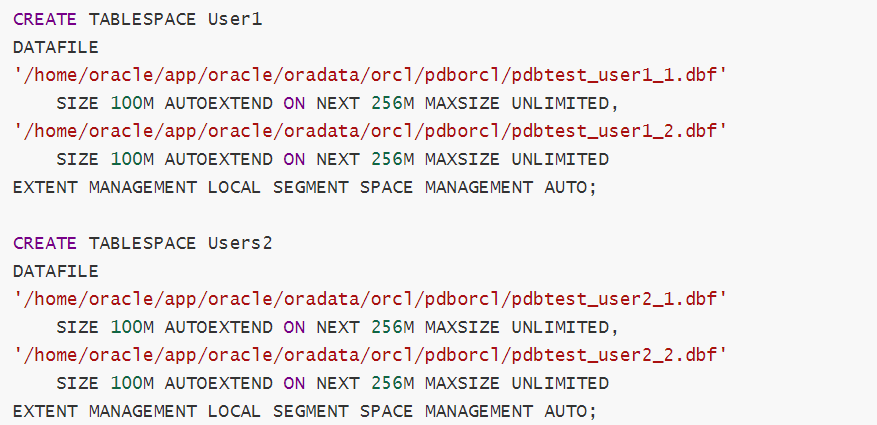 CREATE TABLESPACE User1
DATAFILE
'/home/oracle/app/oracle/oradata/orcl/pdborcl/pdbtest_user1_1.dbf'
    SIZE 100M AUTOEXTEND ON NEXT 256M MAXSIZE UNLIMITED,
'/home/oracle/app/oracle/oradata/orcl/pdborcl/pdbtest_user1_2.dbf'
    SIZE 100M AUTOEXTEND ON NEXT 256M MAXSIZE UNLIMITED
EXTENT MANAGEMENT LOCAL SEGMENT SPACE MANAGEMENT AUTO;

CREATE TABLESPACE Users2
DATAFILE
'/home/oracle/app/oracle/oradata/orcl/pdborcl/pdbtest_user2_1.dbf'
    SIZE 100M AUTOEXTEND ON NEXT 256M MAXSIZE UNLIMITED,
'/home/oracle/app/oracle/oradata/orcl/pdborcl/pdbtest_user2_2.dbf'
    SIZE 100M AUTOEXTEND ON NEXT 256M MAXSIZE UNLIMITED
EXTENT MANAGEMENT LOCAL SEGMENT SPACE MANAGEMENT AUTO;